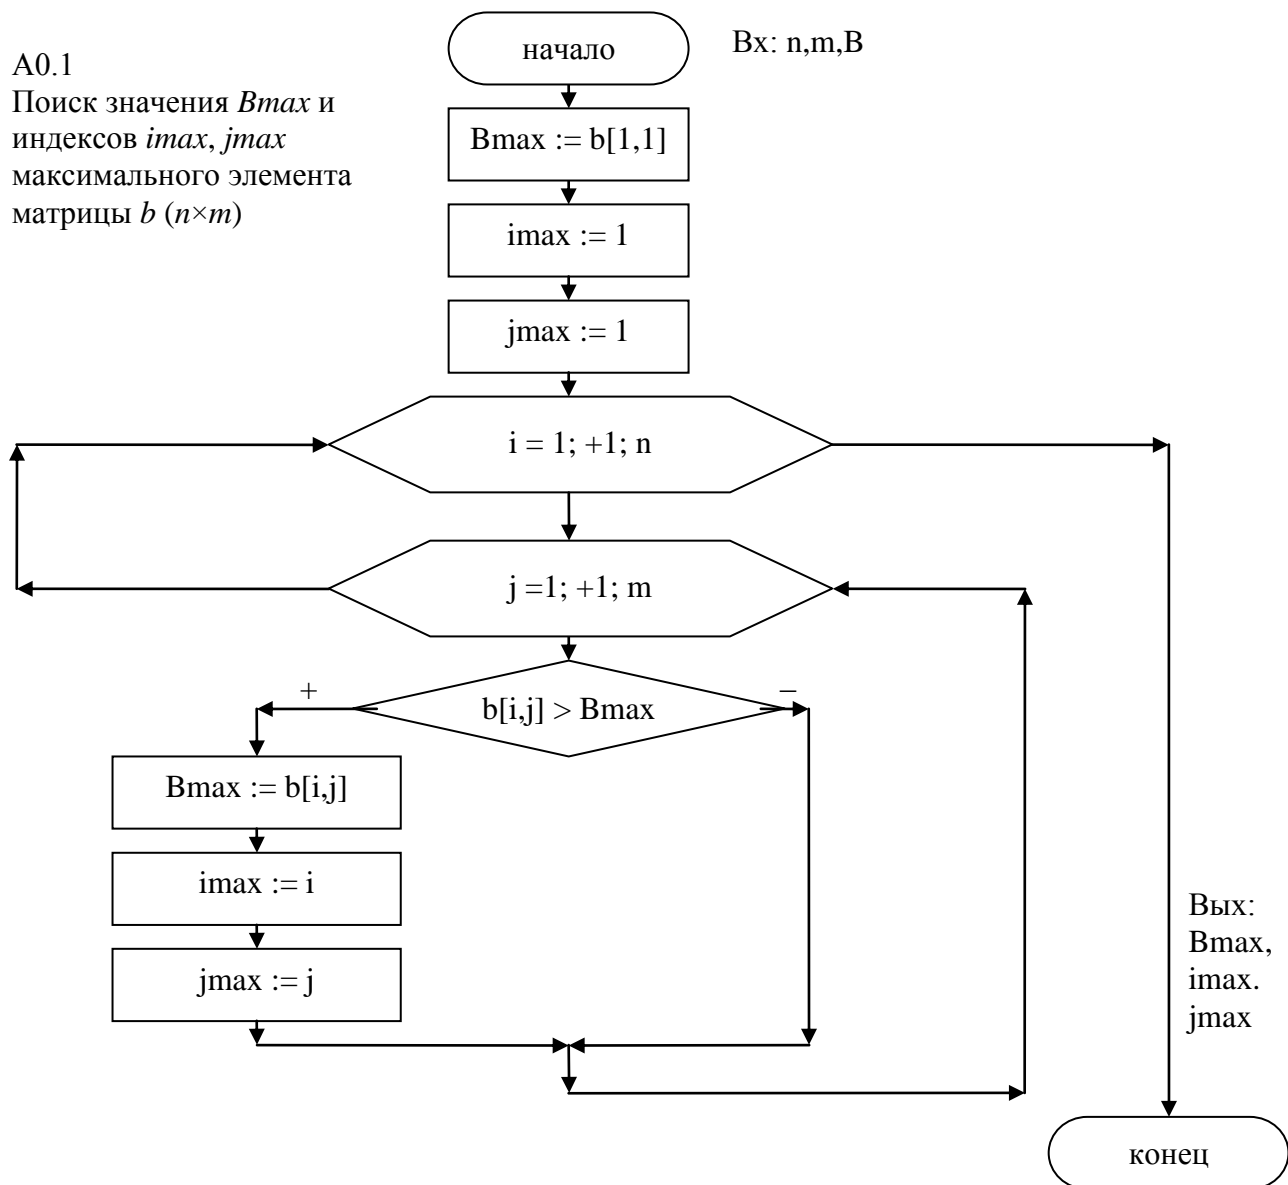 начало
Вх: n,m,B
А0.1
Поиск значения Bmax и
индексов imax, jmax
максимального элемента
матрицы b (n×m)
Bmax := b[1,1]
imax := 1
jmax := 1
i = 1; +1; n
j =1; +1; m
+
–
b[i,j] > Bmax
Bmax := b[i,j]
imax := i
jmax := j
Вых:
Bmax,
imax.
jmax
конец